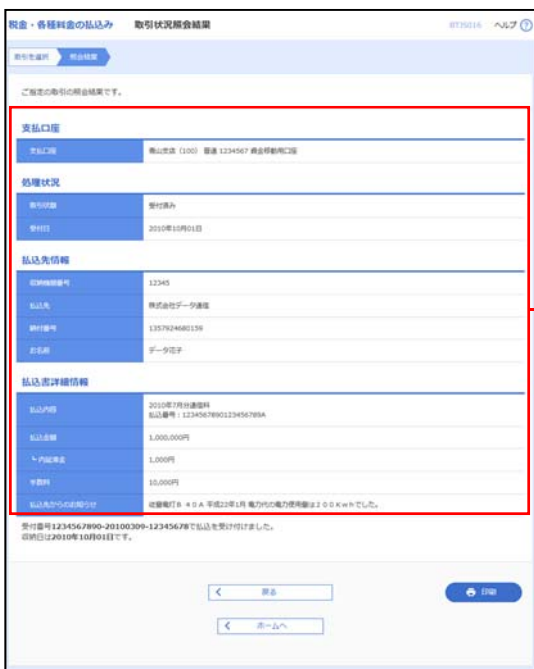 税金・各種料金の払込み 取引状況照会結果 BTJS016 ヘルプ ?
取引を選択 照会結果
ご指定の取引の照会結果です。
支払口座
支払口座 青山支店（100） 普通 1234567 資金移動用口座
処理状況
取引状態 受付済み
受付日 2010年10月01日
払込先情報
収納機関番号 12345
払込先 株式会社データ通信
納付番号 1357924680159
お名前 データ花子
払込書詳細情報
払込内容 2010年7月分通信料
払込番号：1234567890123456789A
払込金額 1,000,000円
┗ 内延滞金 1,000円
手数料 10,000円
払込先からのお知らせ 従量電灯B 40A 平成22年1月 電力代の電力使用量は200Kwhでした。
受付番号1234567890-20100309-12345678で払込を受け付けました。
収納日は2010年10月01日です。
戻る 印刷
ホームへ